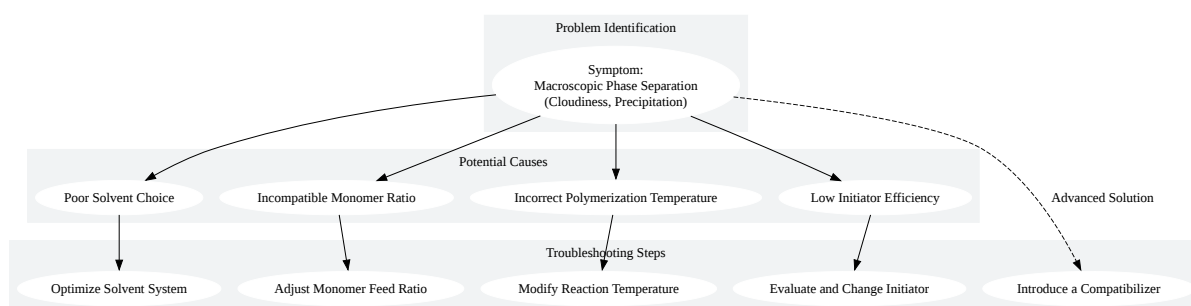 Problem Identification
Symptom:
Macroscopic Phase Separation
(Cloudiness, Precipitation)
Potential Causes
Poor Solvent Choice
Incompatible Monomer Ratio
Incorrect Polymerization Temperature
Low Initiator Efficiency
Advanced Solution
Troubleshooting Steps
Optimize Solvent System
Adjust Monomer Feed Ratio
Modify Reaction Temperature
Evaluate and Change Initiator
Introduce a Compatibilizer